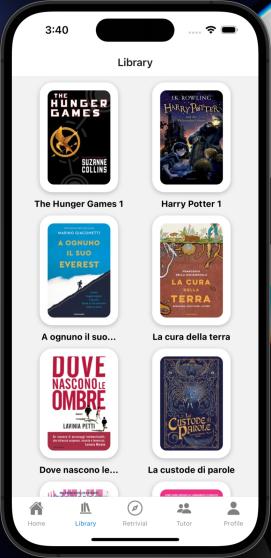 3:40
Library
THE
HUNGER
GAMES
SUZANNE
COLLINS
J.K. ROWLING
HARRY POTTER
The Hunger Games 1
Harry Potter 1
MARINO GIACOMETTI
A OGNUNO
IL SUO
EVEREST
LA CURA
DELLA
TERRA
A ognuno il suo...
La cura della terra
DOVE
NASCONO LE
OMBRE
LAVINIA PETTI
La
CUSTODE di
PAROLE
Dove nascono le...
La custode di parole
Home
Library
Retrivial
Tutor
Profile